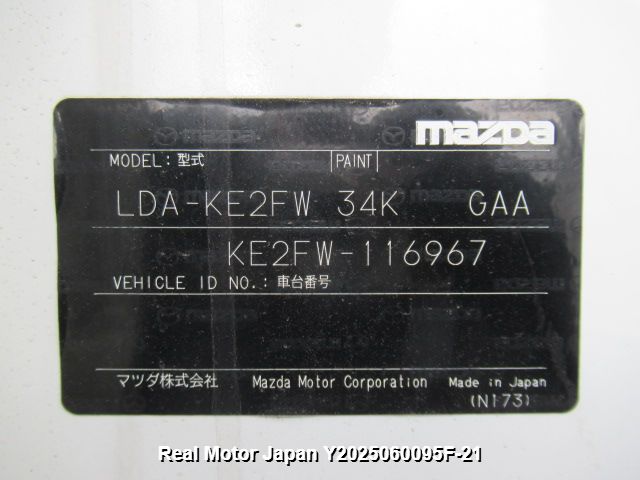 mazda
MODEL: 型式 PAINT
LDA-KE2FW 34K GAA
KE2FW-116967
VEHICLE ID NO.: 車台番号
マツダ株式会社 Mazda Motor Corporation Made in Japan
(N173)
Real Motor Japan Y2025060095F-21